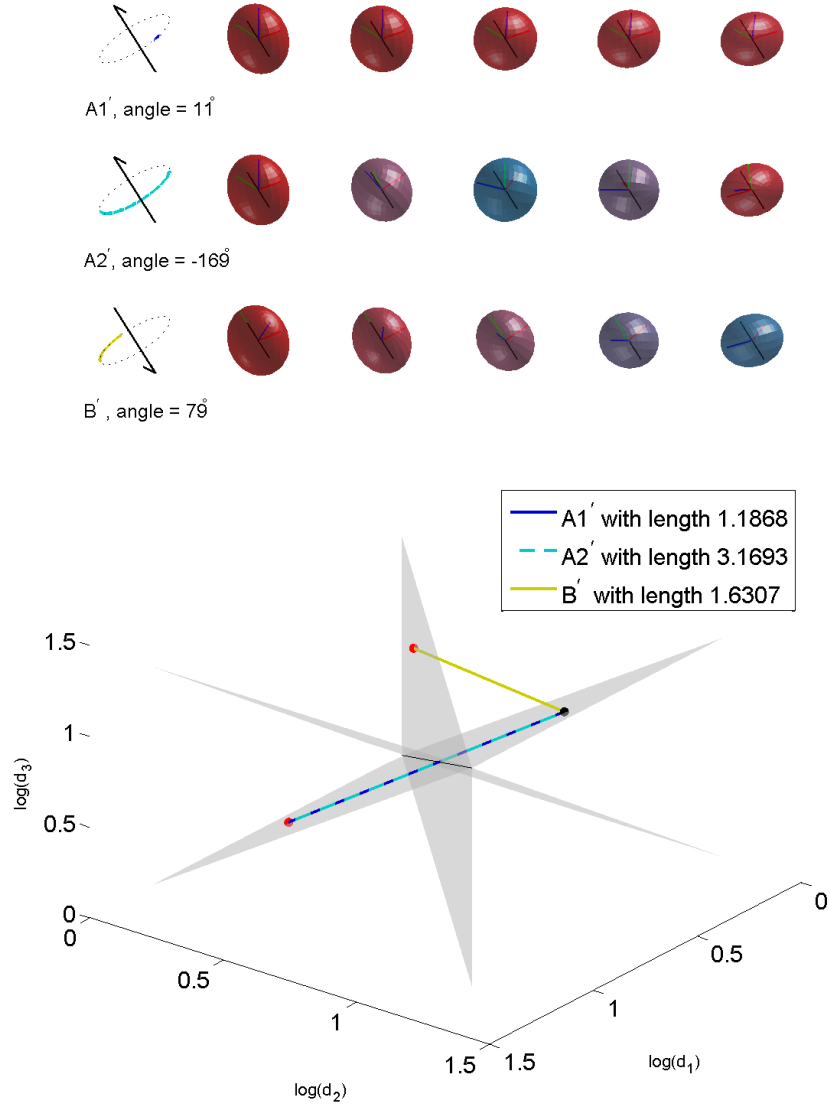 A1′, angle = 11°
A2′, angle = -169°
B′ , angle = 79°
A1′ with length 1.1868
A2′ with length 3.1693
B′ with length 1.6307
1.5
1
0.5
0
log(d₃)
0
0.5
1
1.5
log(d₂)
0
0.5
1
1.5
log(d₁)